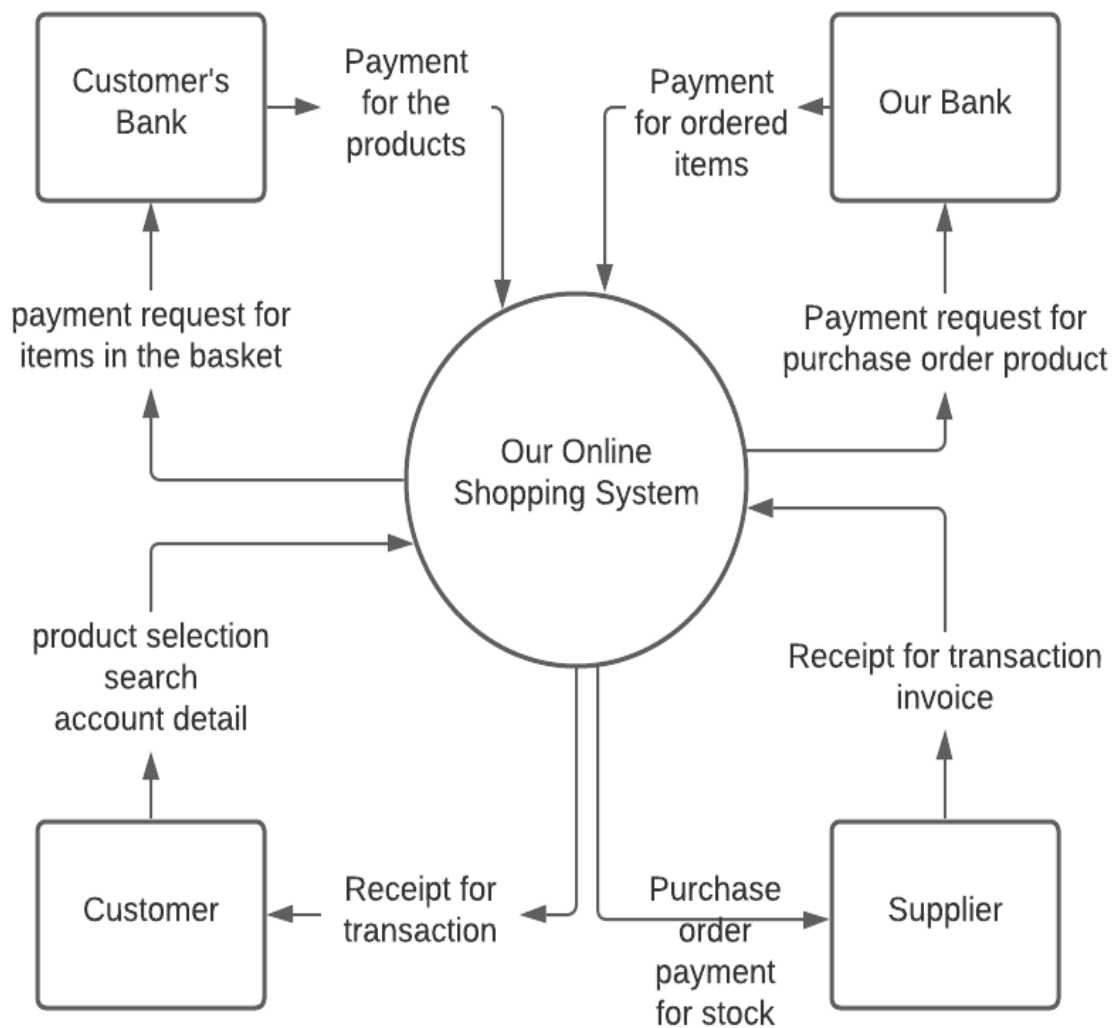 Customer's
Bank
Payment
for the
products
Payment
for ordered
items
Our Bank
payment request for
items in the basket
Payment request for
purchase order product
Our Online
Shopping System
product selection
search
account detail
Receipt for transaction
invoice
Customer
Receipt for
transaction
Purchase
order
payment
for stock
Supplier